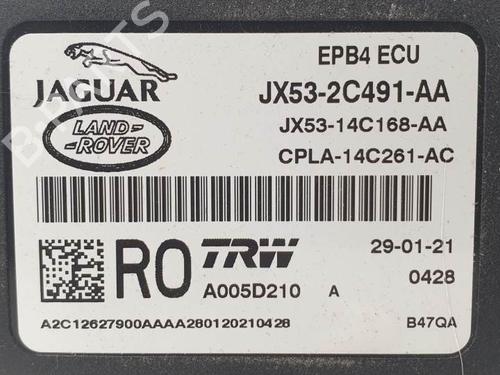 EPB4 ECU
JAGUAR
JX53-2C491-AA
LAND-
ROVER
JX53-14C168-AA
CPLA-14C261-AC
RO
TRW
29-01-21
A005D210 A 0428
A2C12627900AAAA280120210428
B47QA
B-PARTS